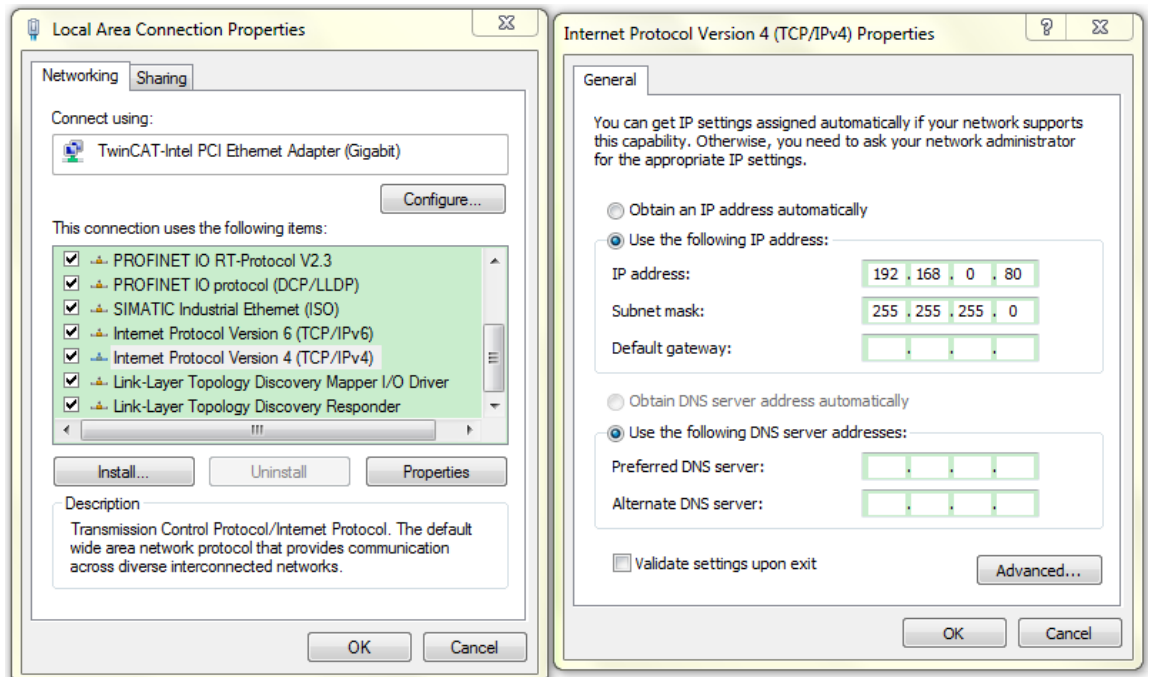 Local Area Connection Properties
Networking
Sharing
Connect using:
TwinCAT-Intel PCI Ethernet Adapter (Gigabit)
Configure...
This connection uses the following items:
PROFINET IO RT-Protocol V2.3
PROFINET IO protocol (DCP/LLDP)
SIMATIC Industrial Ethernet (ISO)
Internet Protocol Version 6 (TCP/IPv6)
Internet Protocol Version 4 (TCP/IPv4)
Link-Layer Topology Discovery Mapper I/O Driver
Link-Layer Topology Discovery Responder
Install...
Uninstall
Properties
Description
Transmission Control Protocol/Internet Protocol. The default
wide area network protocol that provides communication
across diverse interconnected networks.
OK
Cancel
Internet Protocol Version 4 (TCP/IPv4) Properties
General
You can get IP settings assigned automatically if your network supports
this capability. Otherwise, you need to ask your network administrator
for the appropriate IP settings.
Obtain an IP address automatically
Use the following IP address:
IP address: 192 . 168 . 0 . 80
Subnet mask: 255 . 255 . 255 . 0
Default gateway: . . .
Obtain DNS server address automatically
Use the following DNS server addresses:
Preferred DNS server: . . .
Alternate DNS server: . . .
Validate settings upon exit
Advanced...
OK
Cancel